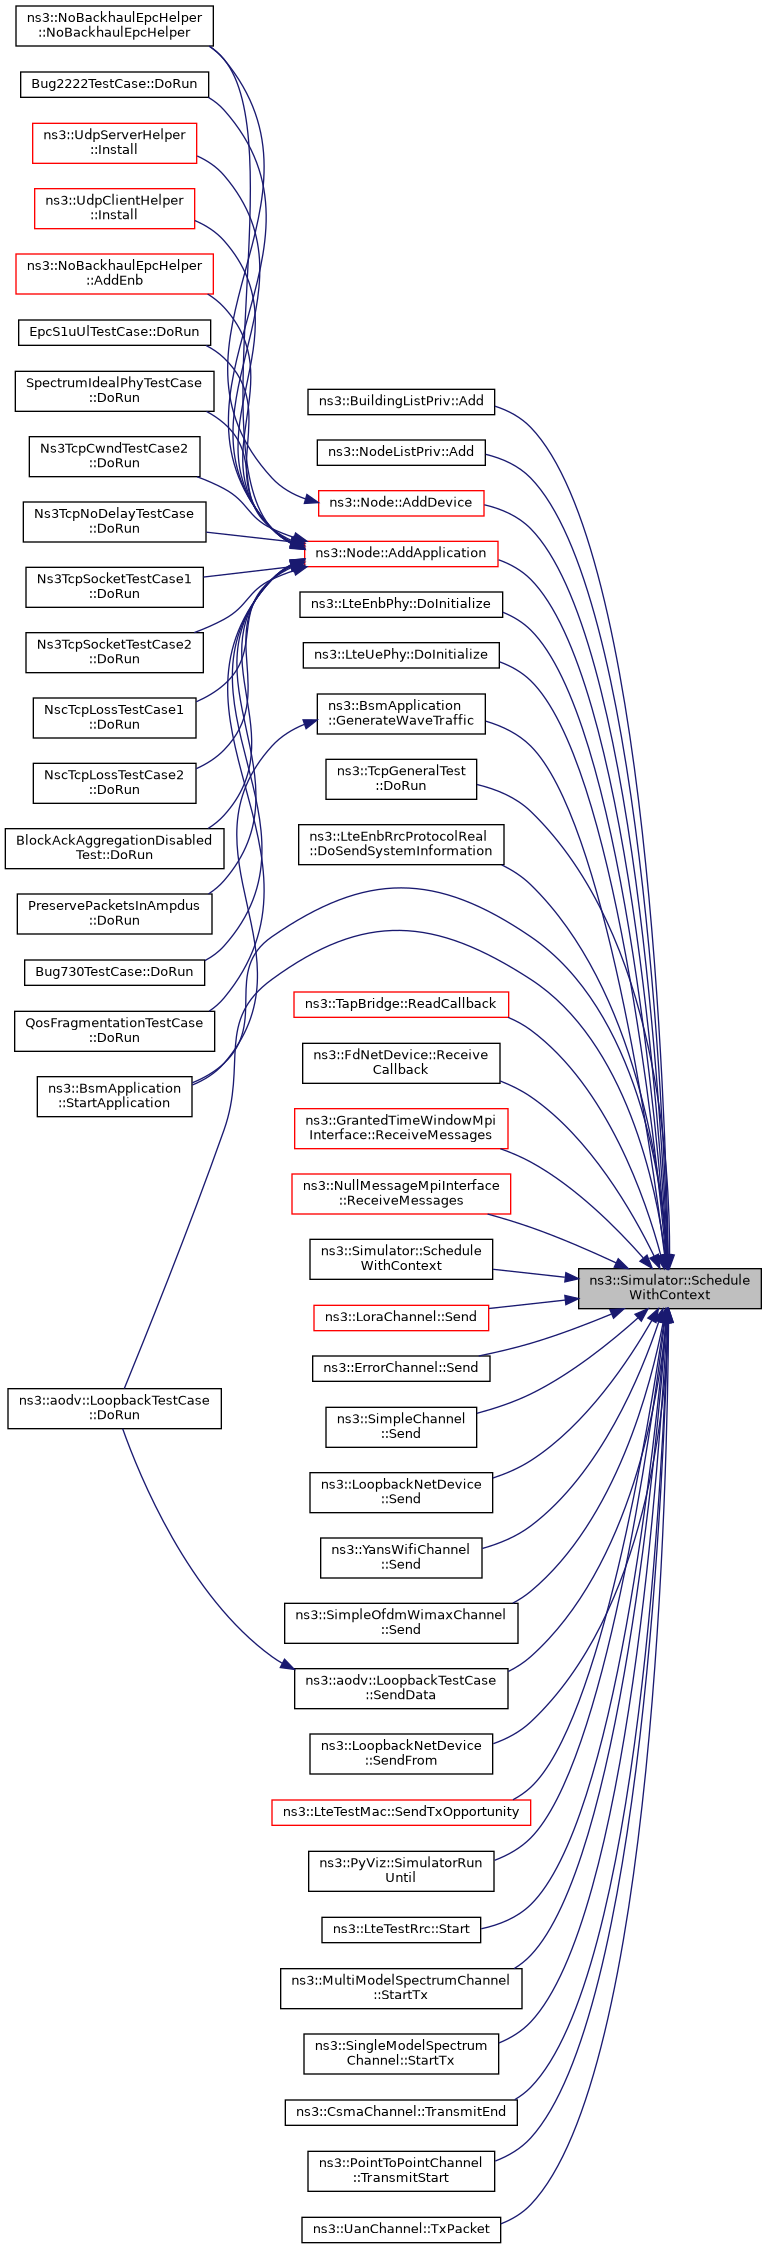 ns3::NoBackhaulEpcHelper
::NoBackhaulEpcHelper
Bug2222TestCase::DoRun
ns3::UdpServerHelper
::Install
ns3::UdpClientHelper
::Install
ns3::NoBackhaulEpcHelper
::AddEnb
EpcS1uUlTestCase::DoRun
SpectrumIdealPhyTestCase
::DoRun
Ns3TcpCwndTestCase2
::DoRun
Ns3TcpNoDelayTestCase
::DoRun
Ns3TcpSocketTestCase1
::DoRun
Ns3TcpSocketTestCase2
::DoRun
NscTcpLossTestCase1
::DoRun
NscTcpLossTestCase2
::DoRun
BlockAckAggregationDisabled
Test::DoRun
PreservePacketsInAmpdus
::DoRun
Bug730TestCase::DoRun
QosFragmentationTestCase
::DoRun
ns3::BsmApplication
::StartApplication
ns3::aodv::LoopbackTestCase
::DoRun
ns3::BuildingListPriv::Add
ns3::NodeListPriv::Add
ns3::Node::AddDevice
ns3::Node::AddApplication
ns3::LteEnbPhy::DoInitialize
ns3::LteUePhy::DoInitialize
ns3::BsmApplication
::GenerateWaveTraffic
ns3::TcpGeneralTest
::DoRun
ns3::LteEnbRrcProtocolReal
::DoSendSystemInformation
ns3::TapBridge::ReadCallback
ns3::FdNetDevice::Receive
Callback
ns3::GrantedTimeWindowMpi
Interface::ReceiveMessages
ns3::NullMessageMpiInterface
::ReceiveMessages
ns3::Simulator::Schedule
WithContext
ns3::LoraChannel::Send
ns3::ErrorChannel::Send
ns3::SimpleChannel
::Send
ns3::LoopbackNetDevice
::Send
ns3::YansWifiChannel
::Send
ns3::SimpleOfdmWimaxChannel
::Send
ns3::aodv::LoopbackTestCase
::SendData
ns3::LoopbackNetDevice
::SendFrom
ns3::LteTestMac::SendTxOpportunity
ns3::PyViz::SimulatorRun
Until
ns3::LteTestRrc::Start
ns3::MultiModelSpectrumChannel
::StartTx
ns3::SingleModelSpectrum
Channel::StartTx
ns3::CsmaChannel::TransmitEnd
ns3::PointToPointChannel
::TransmitStart
ns3::UanChannel::TxPacket
ns3::Simulator::Schedule
WithContext